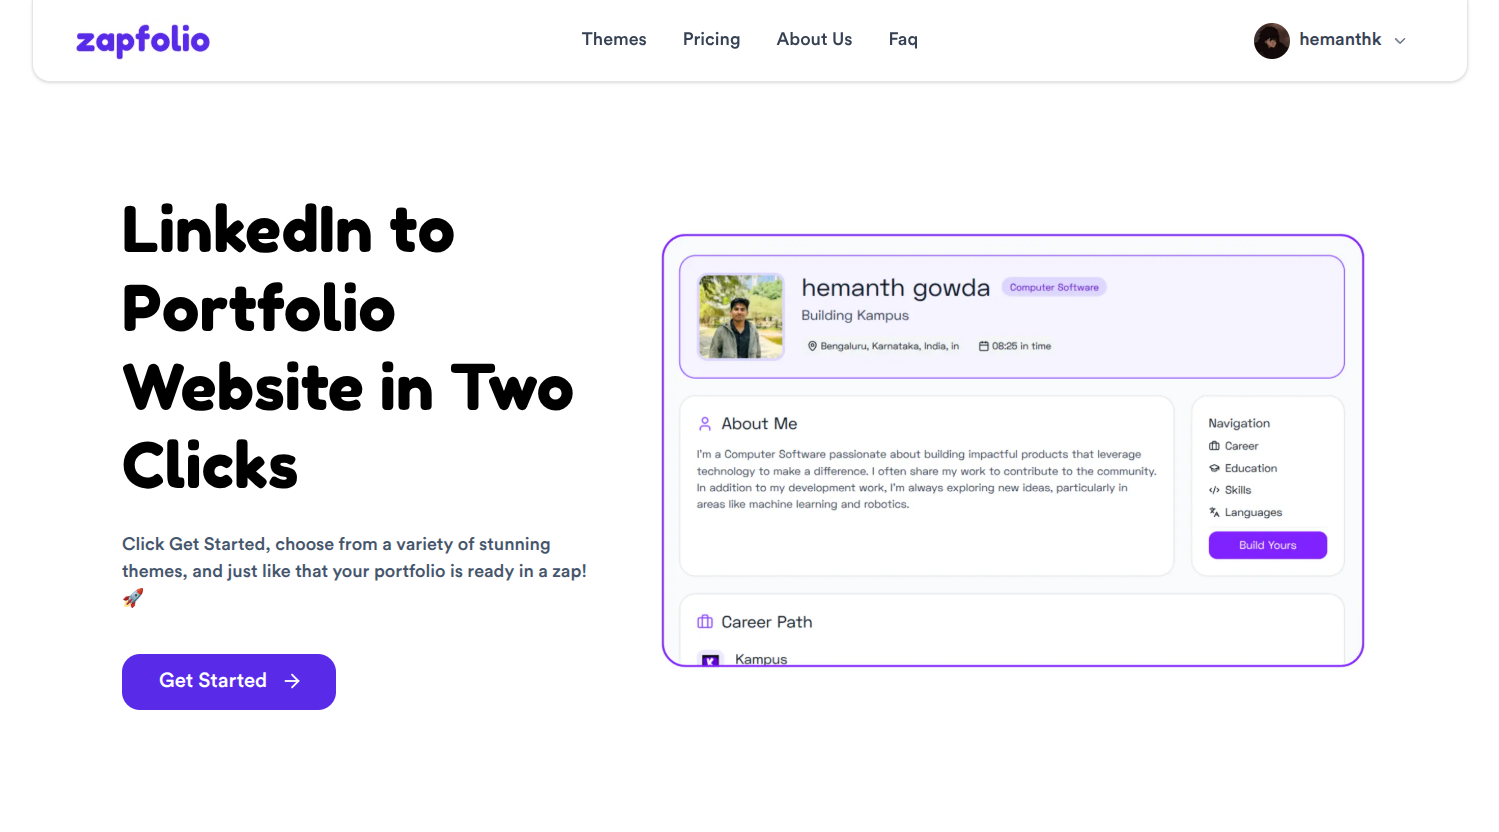 zapfolio
Themes
Pricing
About Us
Faq
hemanthk
LinkedIn to
Portfolio
Website in Two
Clicks
Click Get Started, choose from a variety of stunning
themes, and just like that your portfolio is ready in a zap!
🚀
Get Started →
hemanth gowda
Computer Software
Building Kampus
Bengaluru, Karnataka, India, in
08:25 in time
About Me
I'm a Computer Software passionate about building impactful products that leverage
technology to make a difference. I often share my work to contribute to the community.
In addition to my development work, I'm always exploring new ideas, particularly in
areas like machine learning and robotics.
Navigation
Career
Education
Skills
Languages
Build Yours
Career Path
Kampus